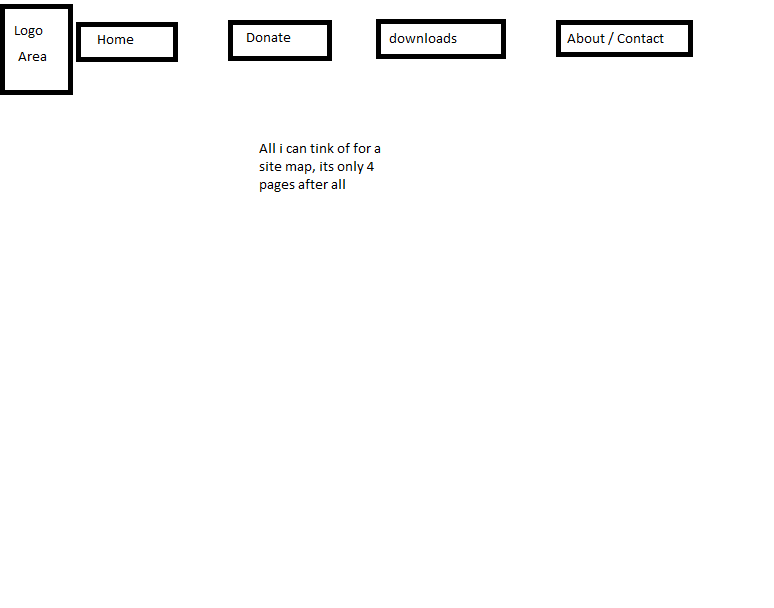 Logo
Area
Home
Donate
downloads
About / Contact
All i can tink of for a
site map, its only 4
pages after all